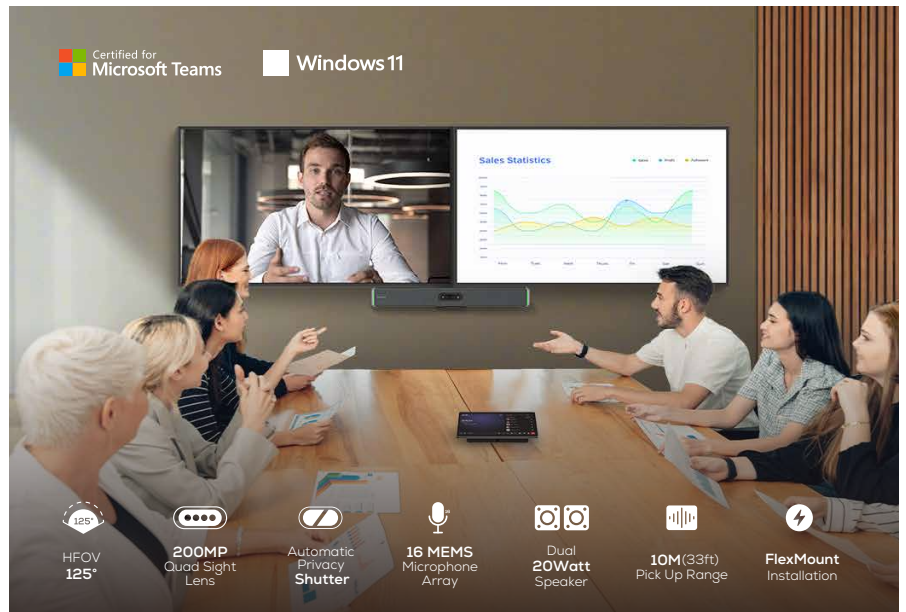 Certified for
Microsoft Teams
Windows 11
Sales Statistics
125°
HFOV
125°
200MP
Quad Sight
Lens
Automatic
Privacy
Shutter
16 MEMS
Microphone
Array
Dual
20Watt
Speaker
10M(33ft)
Pick Up Range
FlexMount
Installation